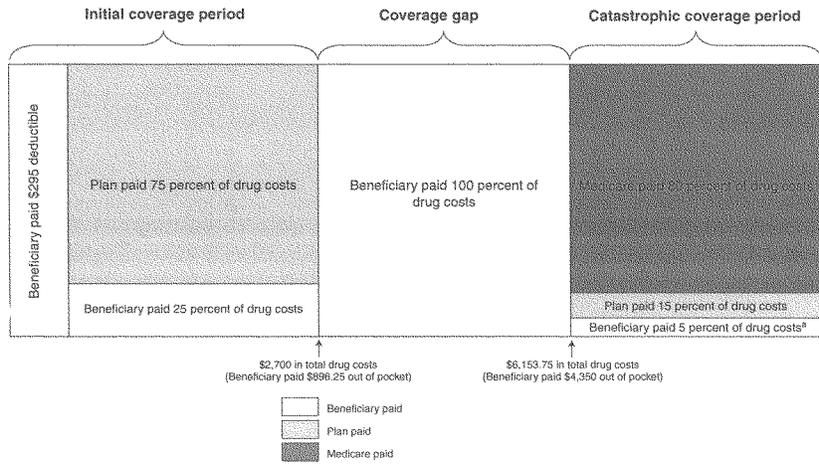 Initial coverage period
Coverage gap
Catastrophic coverage period
Beneficiary paid $295 deductible
Plan paid 75 percent of drug costs
Beneficiary paid 25 percent of drug costs
Beneficiary paid 100 percent of
drug costs
Medicare paid 80 percent of drug costs
Plan paid 15 percent of drug costs
Beneficiary paid 5 percent of drug costsª
$2,700 in total drug costs
(Beneficiary paid $896.25 out of pocket)
$6,153.75 in total drug costs
(Beneficiary paid $4,350 out of pocket)
Beneficiary paid
Plan paid
Medicare paid